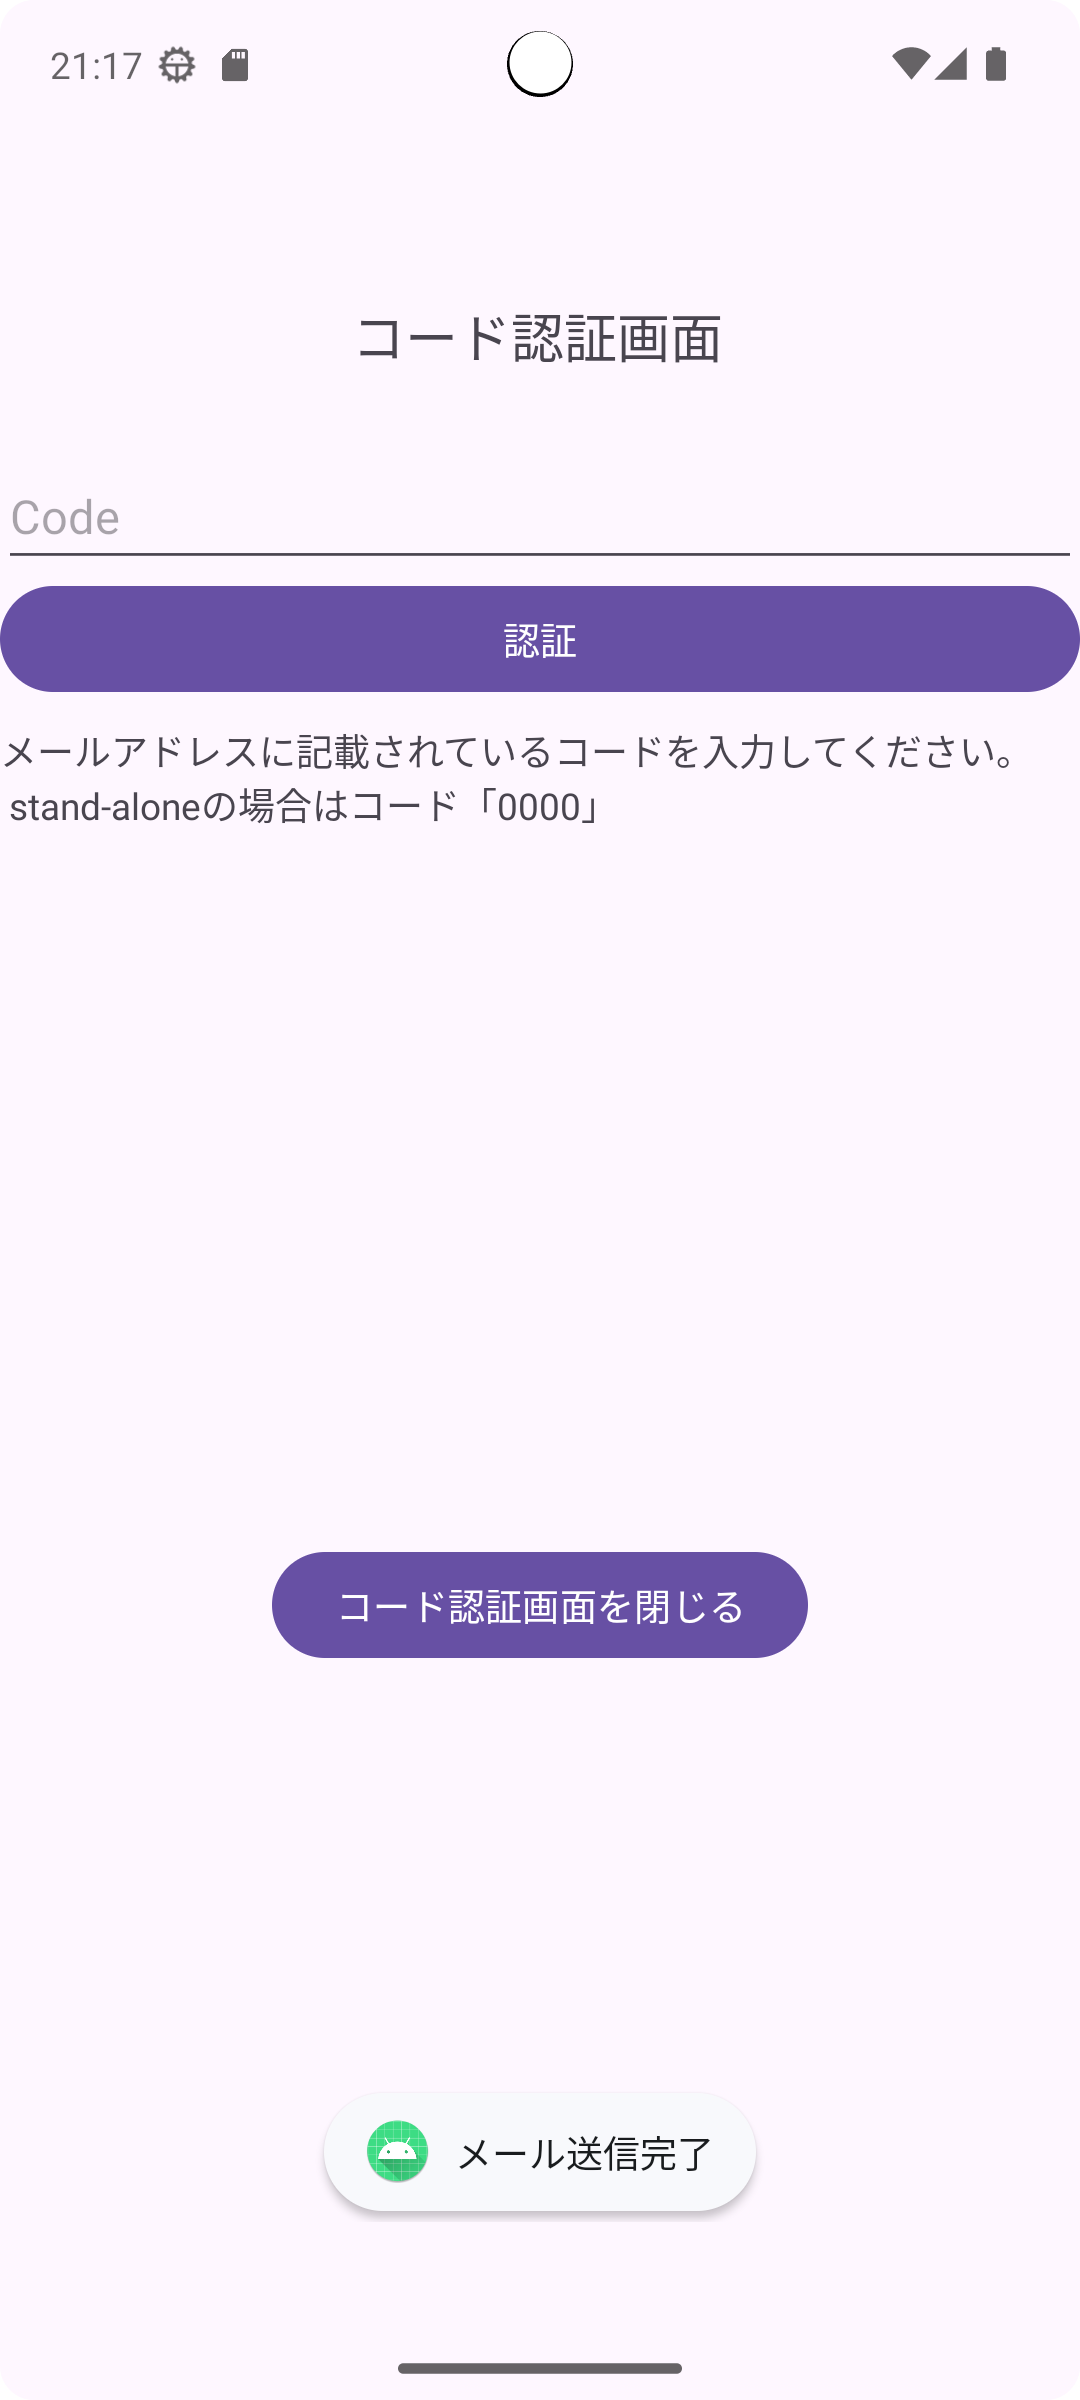 21:17
コード認証画面
Code
認証
メールアドレスに記載されているコードを入力してください。
stand-aloneの場合はコード「0000」
コード認証画面を閉じる
メール送信完了